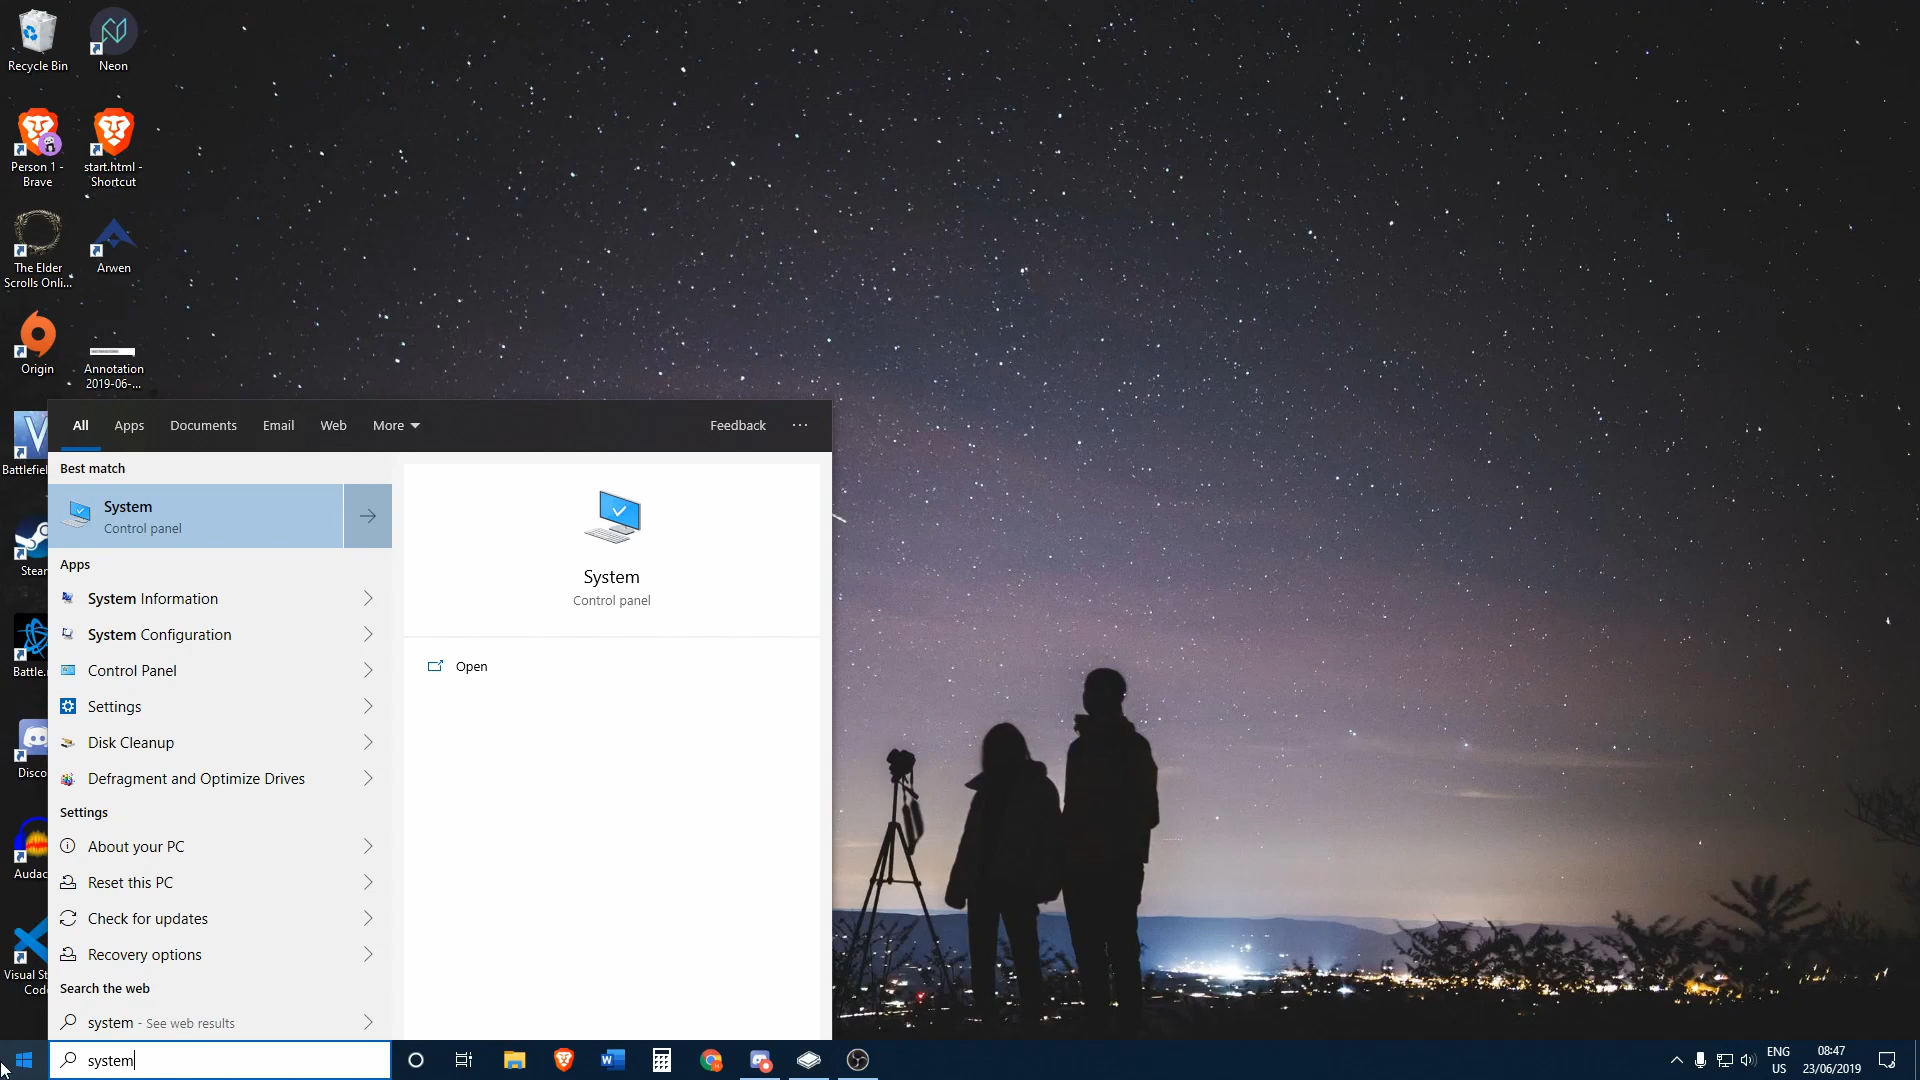 Recycle Bin
Neon
Person 1 -
Brave
start.html -
Shortcut
The Elder
Scrolls Onli...
Arwen
Origin
Annotation
2019-06-...
Battlefiel
Stear
Battle.
Disco
Audac
Visual St
Code
All
Apps
Documents
Email
Web
More
Feedback
...
Best match
System
Control panel
Apps
System Information
System Configuration
Control Panel
Settings
Disk Cleanup
Defragment and Optimize Drives
Settings
About your PC
Reset this PC
Check for updates
Recovery options
Search the web
system - See web results
System
Control panel
Open
system
ENG
US
08:47
23/06/2019